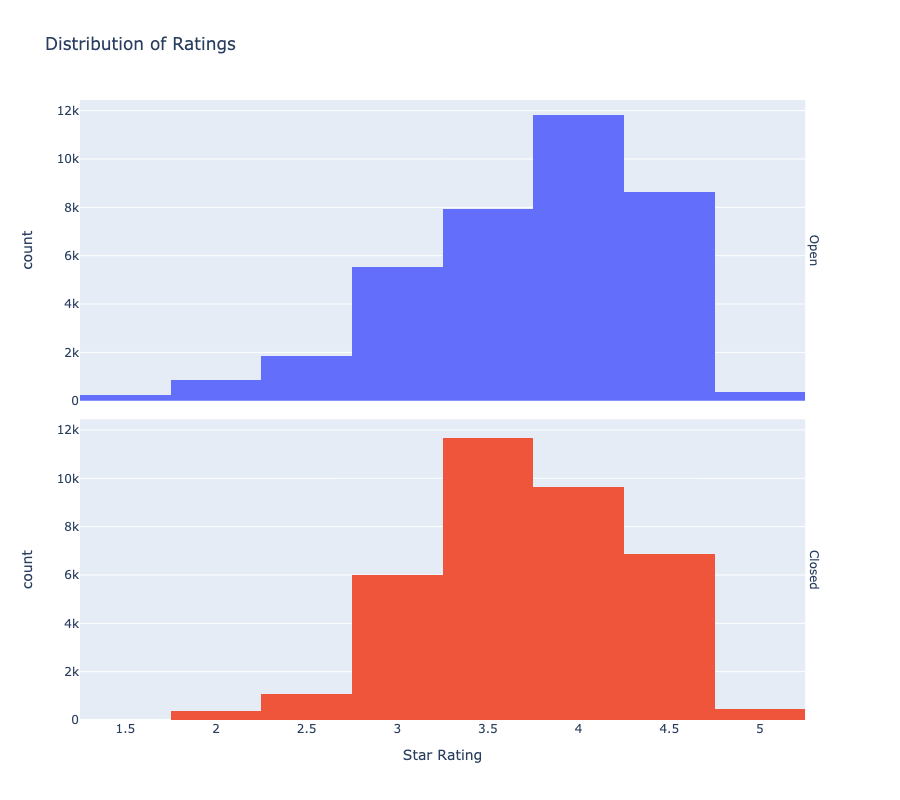 Distribution of Ratings
12k
10k
8k
6k
4k
2k
0
count
Open
12k
10k
8k
6k
4k
2k
0
count
Closed
1.5 2 2.5 3 3.5 4 4.5 5
Star Rating